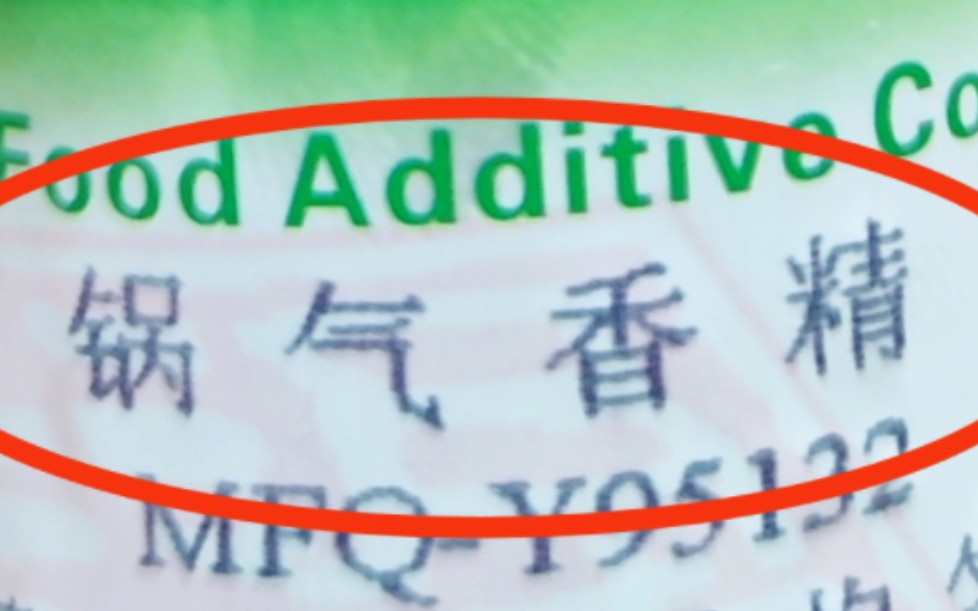 Food Additive Co
锅气香精
MFQ-Y95132